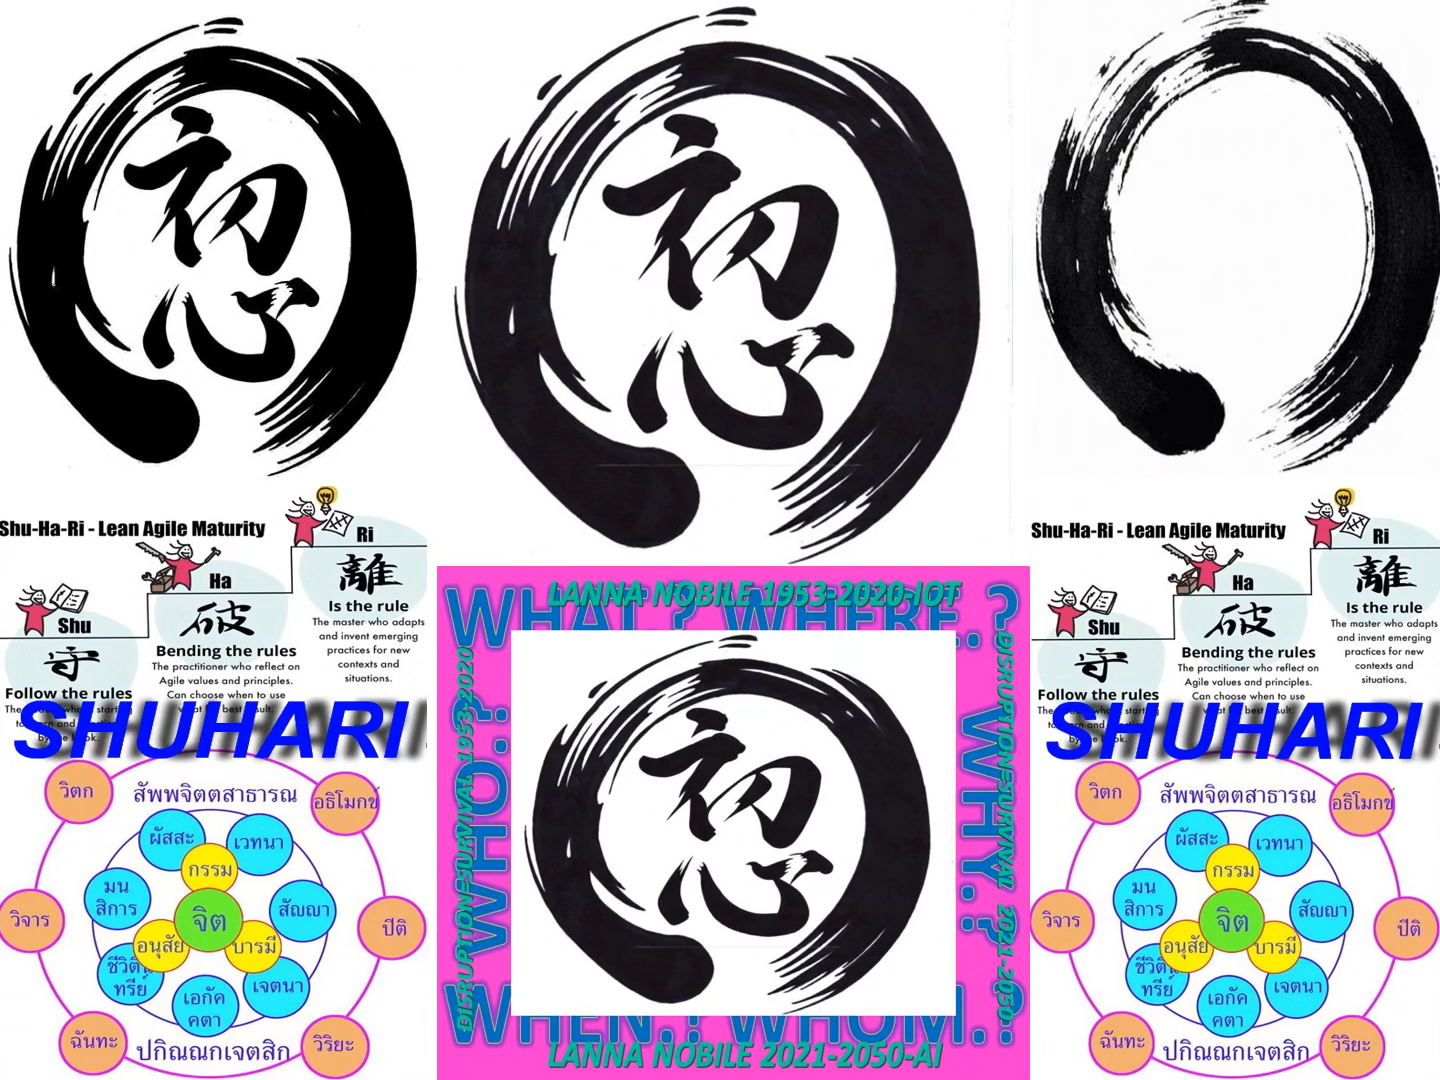 初
心
初
心
Shu-Ha-Ri - Lean Agile Maturity
Ri
離
Is the rule
The master who adapts
and invent emerging
practices for new
contexts and
situations.
Ha
破
Bending the rules
The practitioner who reflect on
Agile values and principles.
Can choose when to use
Shu
守
Follow the rules
SHUHARI
วิตก
สัพพจิตตสาธารณ
อธิโมกข์
ผัสสะ
เวทนา
กรรม
มน
สิการ
จิต
สัญญา
วิจาร
ปีติ
อนุสัย
บารมี
ชีวิติน
ทรีย์
เอกัค
คตา
เจตนา
ฉันทะ
ปกิณณกเจตสิก
วิริยะ
LANNA NOBILE 1953-2020-IOT
WHAT.? WHERE.?
WHO.?
DISRUPTIONESURVIVAL 1953-2020
初
心
WHY.?
DISRUPTIONESURVIVAL 2021-2050
WHEN.? WHOM.?
LANNA NOBILE 2021-2050-AI
Shu-Ha-Ri - Lean Agile Maturity
Ri
離
Is the rule
The master who adapts
and invent emerging
practices for new
contexts and
situations.
Ha
破
Bending the rules
The practitioner who reflect on
Agile values and principles.
Can choose when to use
Shu
守
Follow the rules
SHUHARI
วิตก
สัพพจิตตสาธารณ
อธิโมกข์
ผัสสะ
เวทนา
กรรม
มน
สิการ
จิต
สัญญา
วิจาร
ปีติ
อนุสัย
บารมี
ชีวิติน
ทรีย์
เอกัค
คตา
เจตนา
ฉันทะ
ปกิณณกเจตสิก
วิริยะ